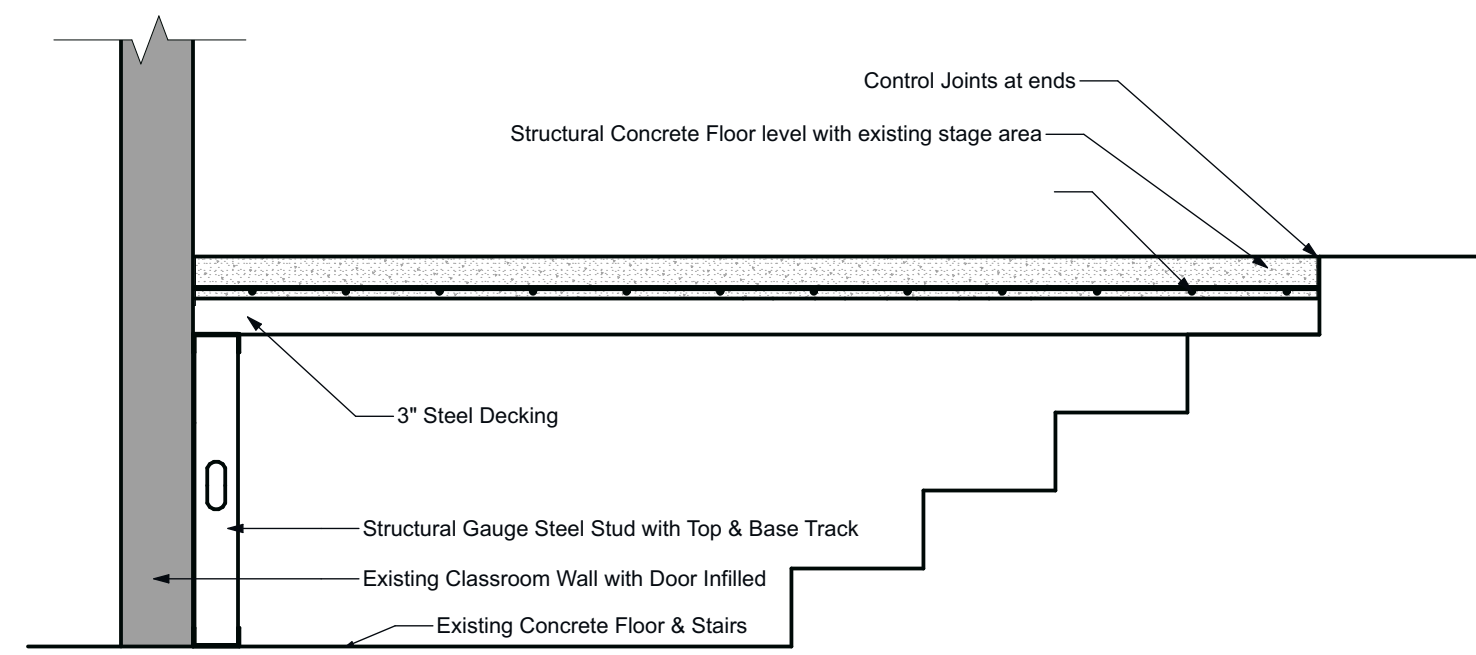 Control Joints at ends
Structural Concrete Floor level with existing stage area
3" Steel Decking
Structural Gauge Steel Stud with Top & Base Track
Existing Classroom Wall with Door Infilled
Existing Concrete Floor & Stairs